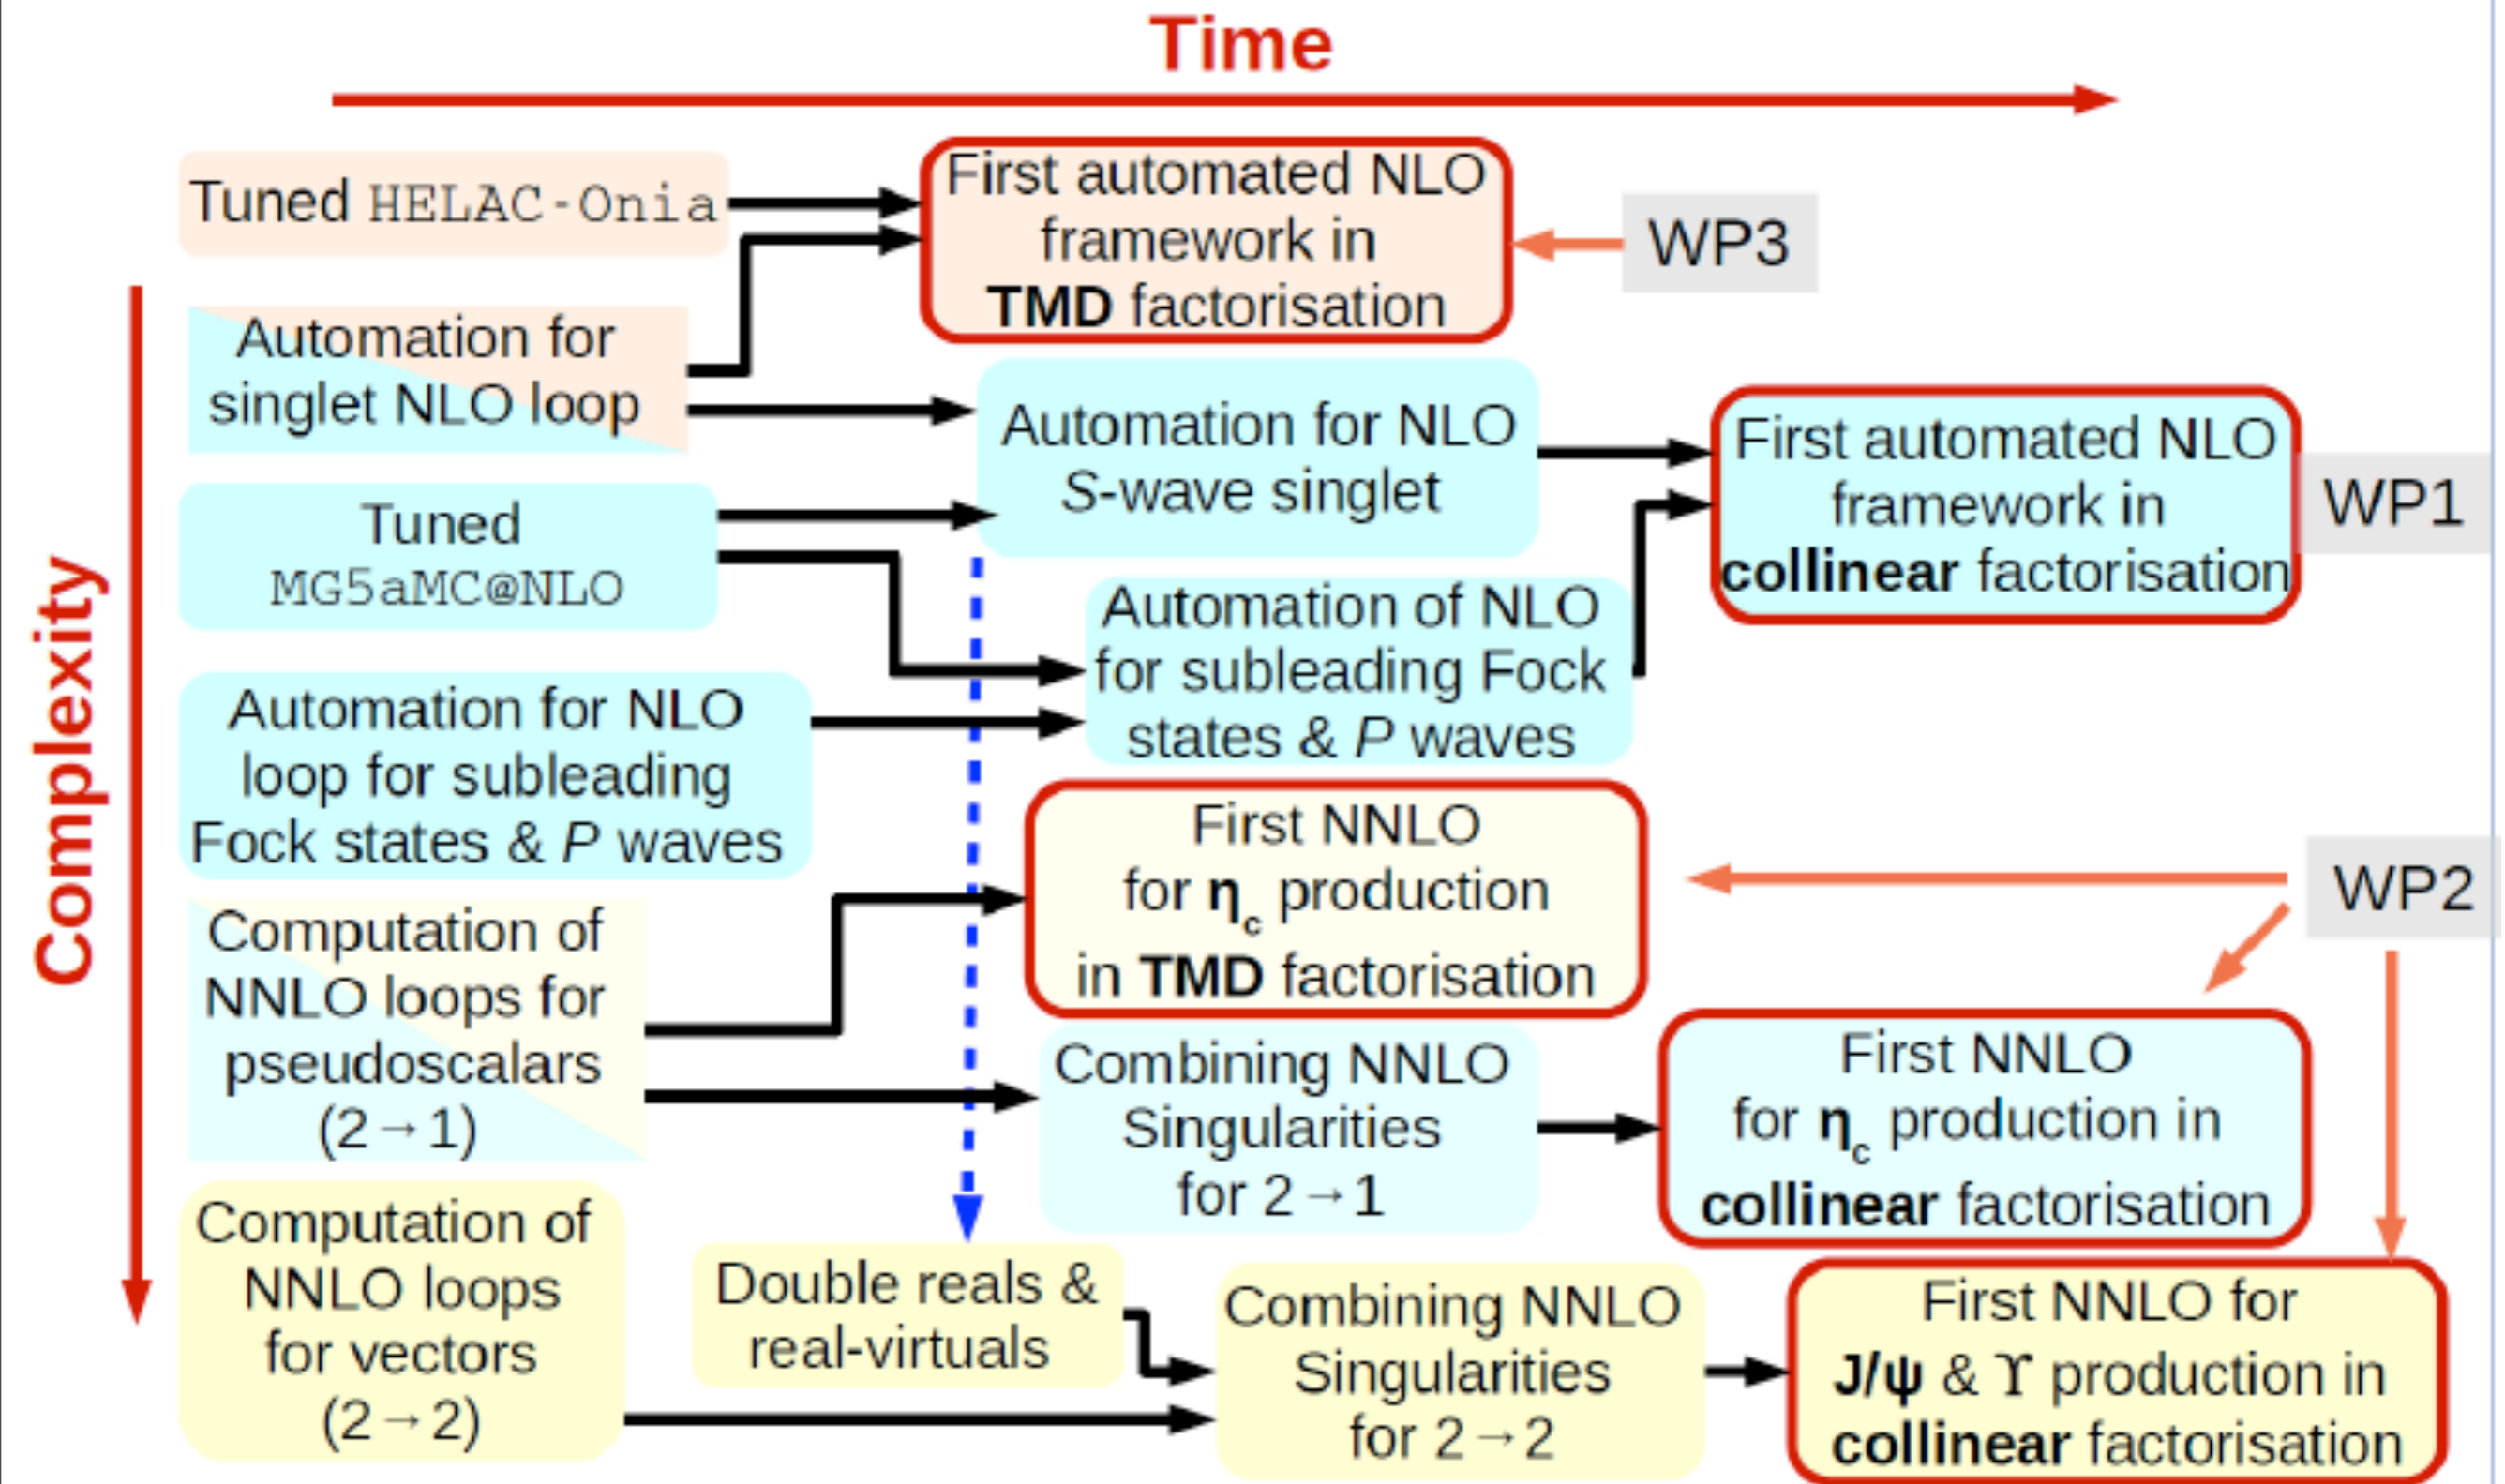 Time
Complexity
Tuned HELAC-Onia
First automated NLO
framework in
TMD factorisation
WP3
Automation for
singlet NLO loop
Automation for NLO
S-wave singlet
First automated NLO
framework in
collinear factorisation
WP1
Tuned
MG5aMC@NLO
Automation of NLO
for subleading Fock
states & P waves
Automation for NLO
loop for subleading
Fock states & P waves
First NNLO
for ηc production
in TMD factorisation
WP2
Computation of
NNLO loops for
pseudoscalars
(2→1)
Combining NNLO
Singularities
for 2→1
First NNLO
for ηc production in
collinear factorisation
Computation of
NNLO loops
for vectors
(2→2)
Double reals &
real-virtuals
Combining NNLO
Singularities
for 2→2
First NNLO for
J/ψ & ϒ production in
collinear factorisation